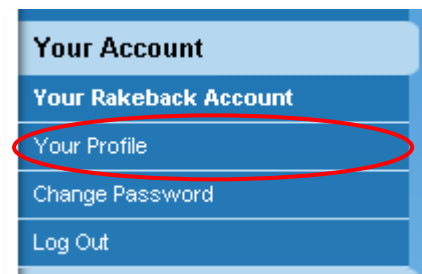 Your Account
Your Rakeback Account
Your Profile
Change Password
Log Out